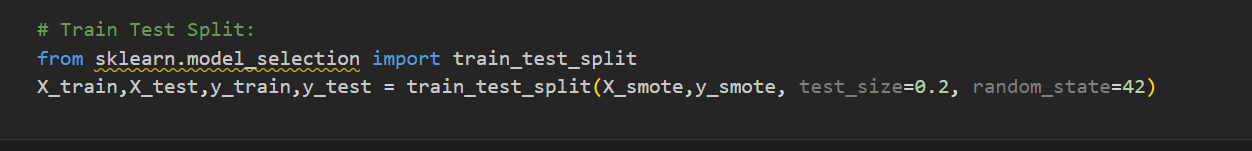 # Train Test Split:
from sklearn.model_selection import train_test_split
X_train,X_test,y_train,y_test = train_test_split(X_smote,y_smote, test_size=0.2, random_state=42)